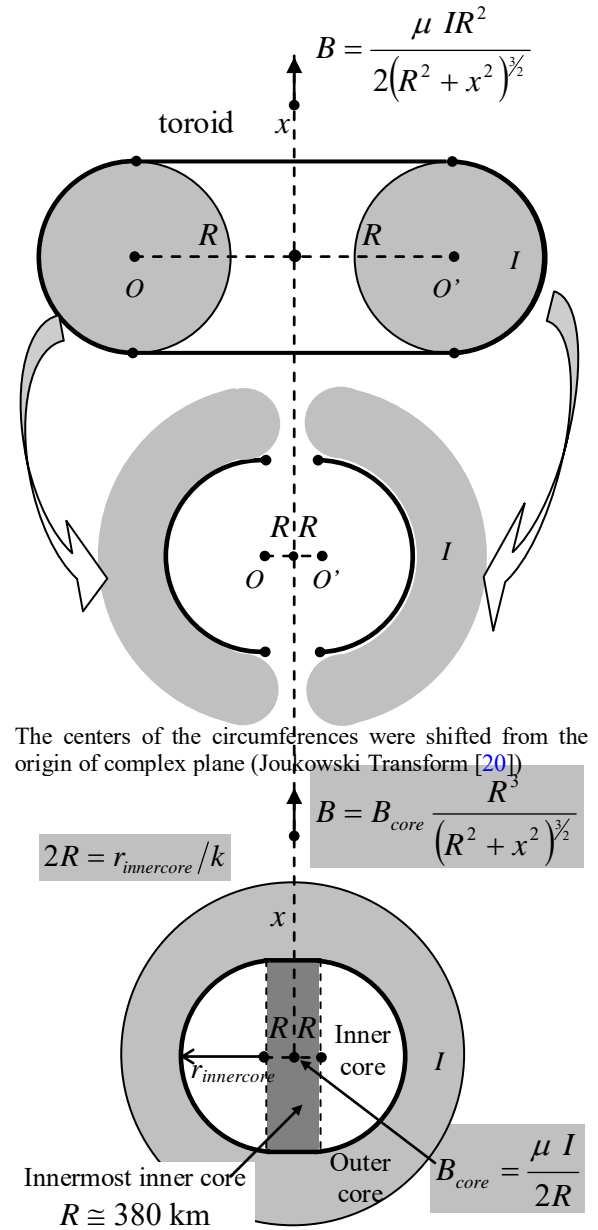 B = μ IR² / 2(R² + x²)^3/2
toroid
x
R R
O O’ I
R R
O O’ I
The centers of the circumferences were shifted from the
origin of complex plane (Joukowski Transform [20])
B = B_core R³ / (R² + x²)^3/2
2R = r_innercore/k
x
R R Inner
core
I
r_innercore
Outer
core
B_core = μ I / 2R
Innermost inner core
R ≅ 380 km